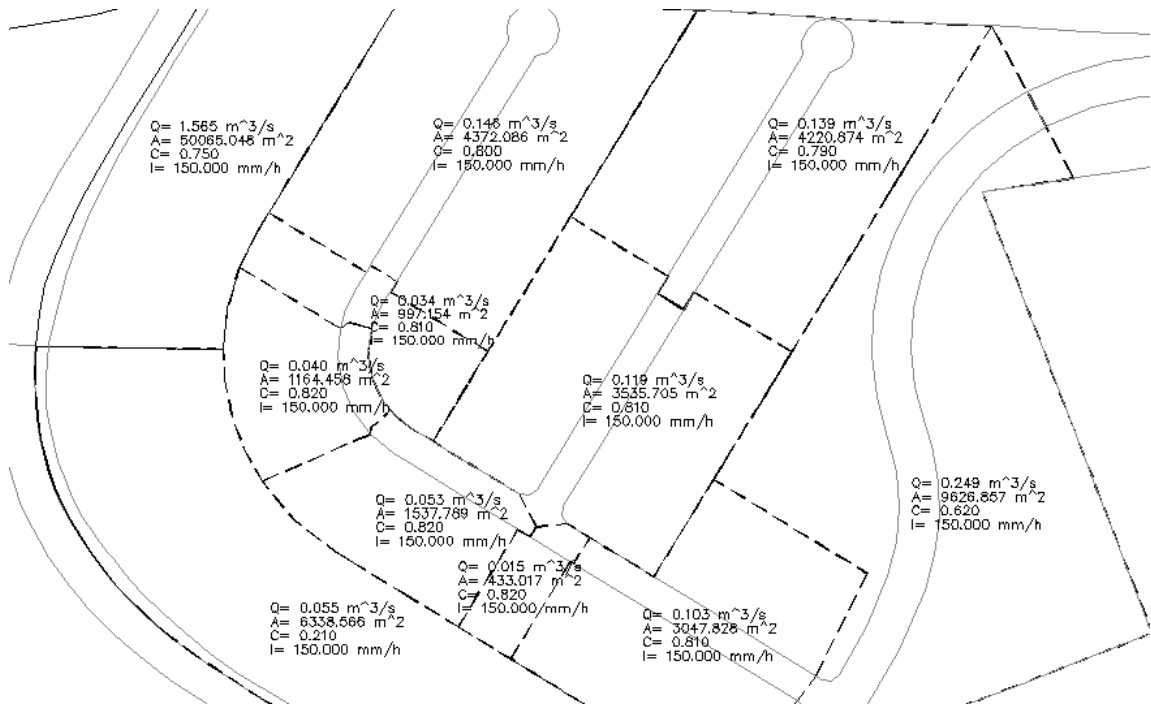 Q= 1.565 m^3/s
A= 50065.048 m^2
C= 0.750
I= 150.000 mm/h
Q= 0.146 m^3/s
A= 4372.086 m^2
C= 0.800
I= 150.000 mm/h
Q= 0.139 m^3/s
A= 4220.874 m^2
C= 0.790
I= 150.000 mm/h
Q= 0.034 m^3/s
A= 997.154 m^2
C= 0.810
I= 150.000 mm/h
Q= 0.040 m^3/s
A= 1164.458 m^2
C= 0.820
I= 150.000 mm/h
Q= 0.119 m^3/s
A= 3535.705 m^2
C= 0.810
I= 150.000 mm/h
Q= 0.249 m^3/s
A= 9626.857 m^2
C= 0.620
I= 150.000 mm/h
Q= 0.053 m^3/s
A= 1537.789 m^2
C= 0.820
I= 150.000 mm/h
Q= 0.015 m^3/s
A= 433.017 m^2
C= 0.820
I= 150.000 mm/h
Q= 0.055 m^3/s
A= 6338.566 m^2
C= 0.210
I= 150.000 mm/h
Q= 0.103 m^3/s
A= 3047.828 m^2
C= 0.810
I= 150.000 mm/h